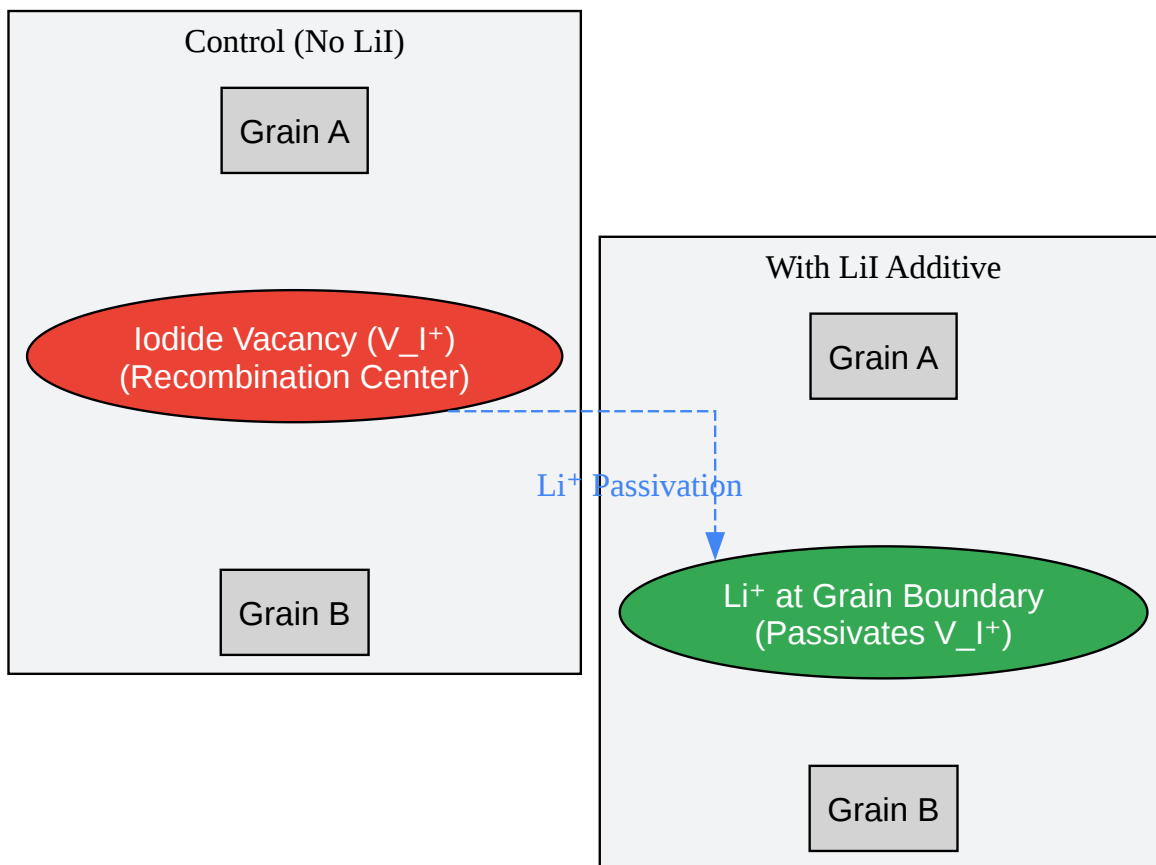 Control (No LiI)
Grain A
Iodide Vacancy (V_I⁺)
(Recombination Center)
Grain B
Li⁺ Passivation
With LiI Additive
Grain A
Li⁺ at Grain Boundary
(Passivates V_I⁺)
Grain B